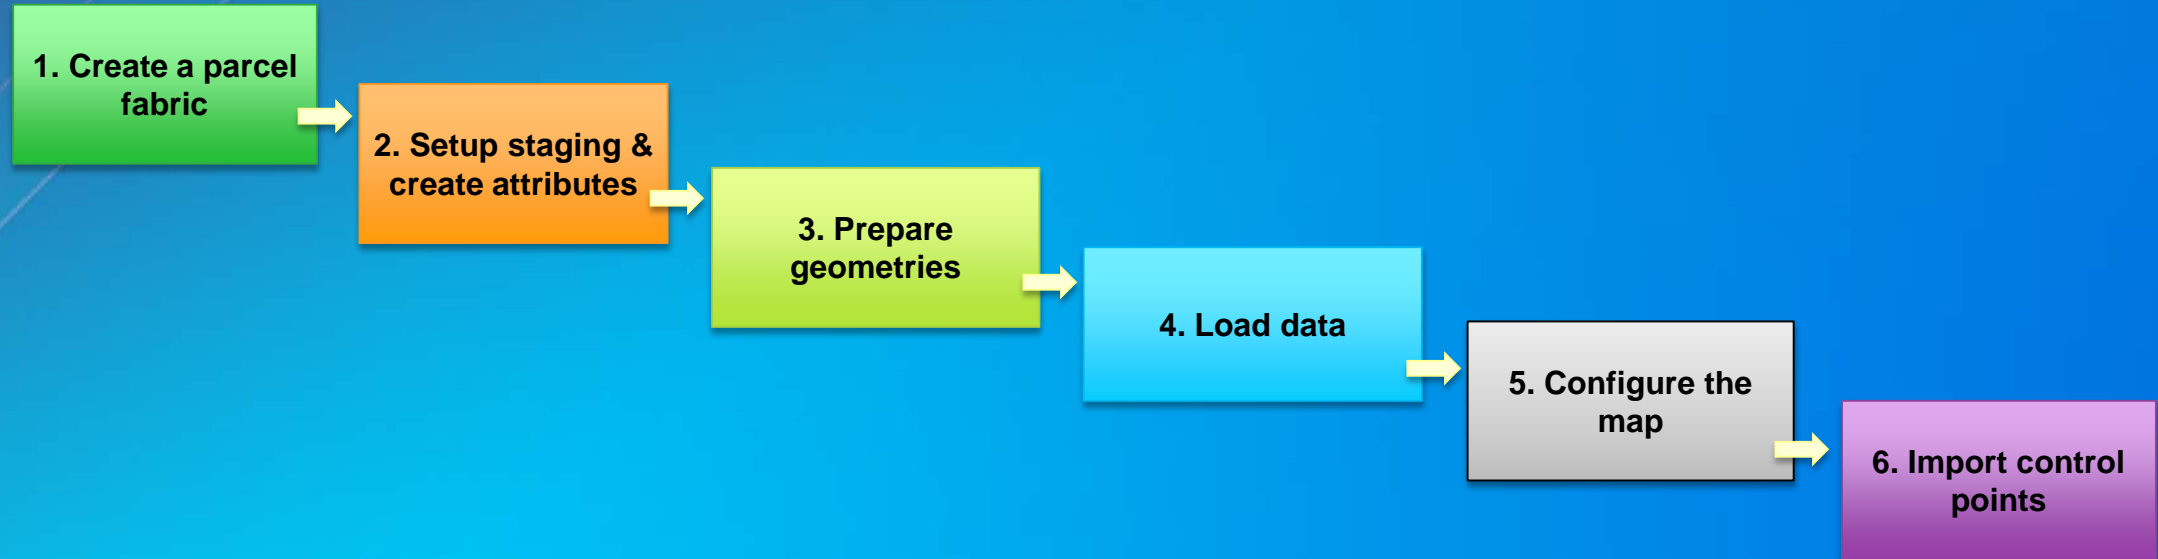 1. Create a parcel
fabric
2. Setup staging &
create attributes
3. Prepare
geometries
4. Load data
5. Configure the
map
6. Import control
points